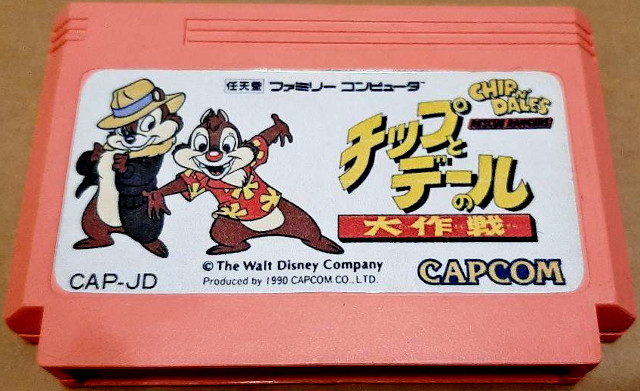 任天堂 ファミリー コンピュータ™
CHIP'N DALE'S
RESCUE RANGERS
チップとデールの
大作戦
© The Walt Disney Company
Produced by 1990 CAPCOM CO., LTD.
CAP-JD
CAPCOM